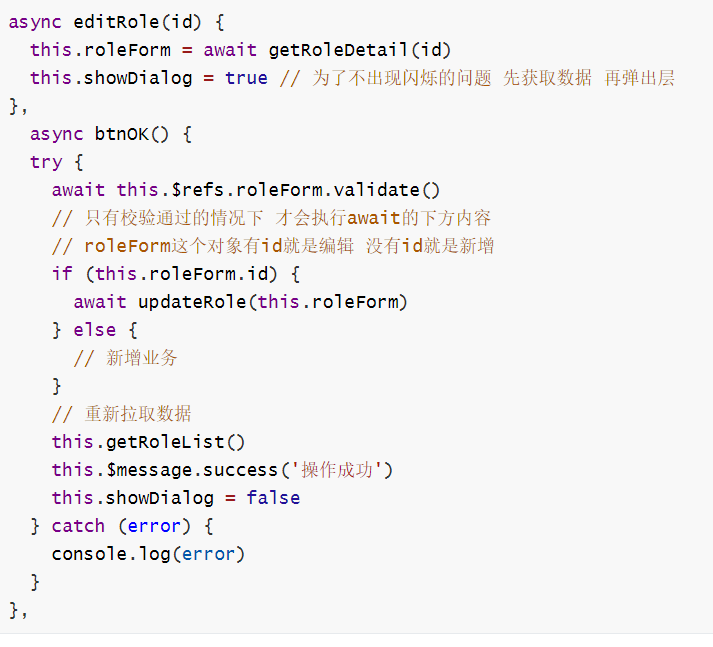 async editRole(id) {
  this.roleForm = await getRoleDetail(id)
  this.showDialog = true // 为了不出现闪烁的问题 先获取数据 再弹出层
},
  async btnOK() {
  try {
    await this.$refs.roleForm.validate()
    // 只有校验通过的情况下 才会执行await的下方内容
    // roleForm这个对象有id就是编辑 没有id就是新增
    if (this.roleForm.id) {
      await updateRole(this.roleForm)
    } else {
      // 新增业务
    }
    // 重新拉取数据
    this.getRoleList()
    this.$message.success('操作成功')
    this.showDialog = false
  } catch (error) {
    console.log(error)
  }
},